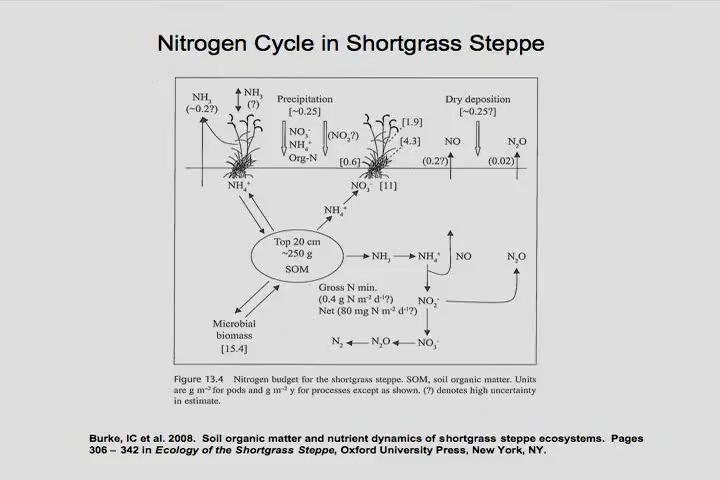 Nitrogen Cycle in Shortgrass Steppe
NH₃
(~0.2?)
NH₃
(?)
Precipitation
[~0.25]
Dry deposition
[~0.25?]
NO₃⁻
NH₄⁺
Org-N
(NO₂?)
[1.9]
[4.3]
[0.6]
NO
(0.2?)
N₂O
(0.02)
NH₄⁺
NO₃⁻ [11]
NH₄⁺
Top 20 cm
~250 g
SOM
NH₃
NH₄⁺
NO
N₂O
Gross N min.
(0.4 g N m⁻² d⁻¹?)
Net (80 mg N m⁻² d⁻¹?)
NO₂⁻
Microbial
biomass
[15.4]
N₂
N₂O
NO₃⁻
Figure 13.4 Nitrogen budget for the shortgrass steppe. SOM, soil organic matter. Units
are g m⁻² for pods and g m⁻² y for processes except as shown. (?) denotes high uncertainty
in estimate.
Burke, IC et al. 2008. Soil organic matter and nutrient dynamics of shortgrass steppe ecosystems. Pages
306 – 342 in Ecology of the Shortgrass Steppe, Oxford University Press, New York, NY.